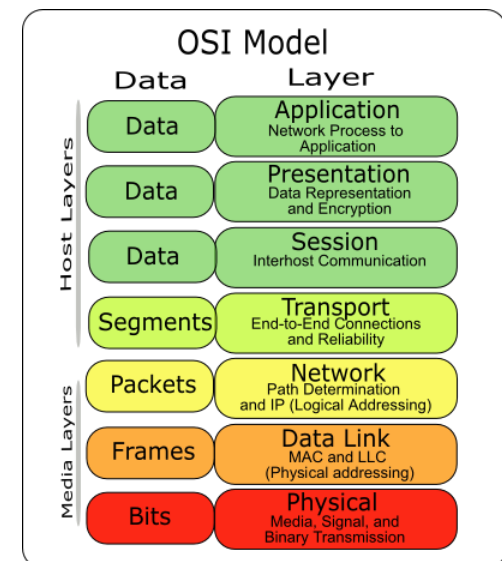 OSI Model
Data Layer
Host Layers
Data
Application
Network Process to
Application
Data
Presentation
Data Representation
and Encryption
Data
Session
Interhost Communication
Segments
Transport
End-to-End Connections
and Reliability
Media Layers
Packets
Network
Path Determination
and IP (Logical Addressing)
Frames
Data Link
MAC and LLC
(Physical addressing)
Bits
Physical
Media, Signal, and
Binary Transmission